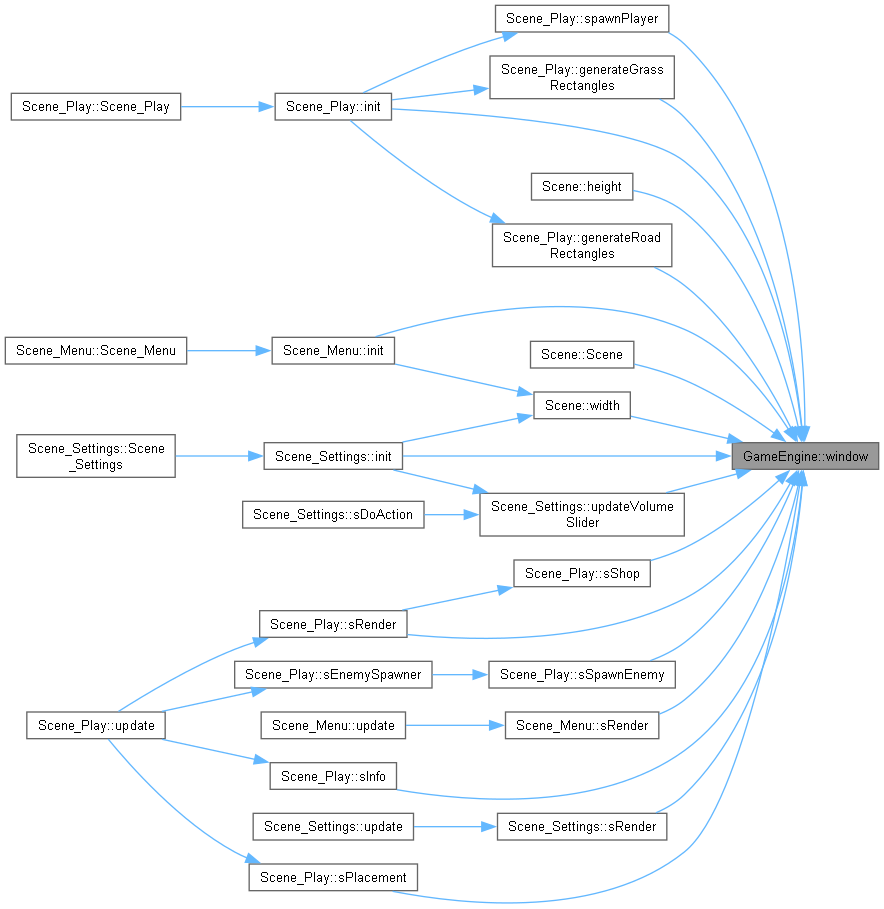 Scene_Play::spawnPlayer
Scene_Play::generateGrass
Rectangles
Scene_Play::Scene_Play
Scene_Play::init
Scene::height
Scene_Play::generateRoad
Rectangles
Scene_Menu::Scene_Menu
Scene_Menu::init
Scene::Scene
Scene::width
Scene_Settings::Scene
_Settings
Scene_Settings::init
GameEngine::window
Scene_Settings::sDoAction
Scene_Settings::updateVolume
Slider
Scene_Play::sShop
Scene_Play::sRender
Scene_Play::sEnemySpawner
Scene_Play::sSpawnEnemy
Scene_Play::update
Scene_Menu::update
Scene_Menu::sRender
Scene_Play::sInfo
Scene_Settings::update
Scene_Settings::sRender
Scene_Play::sPlacement